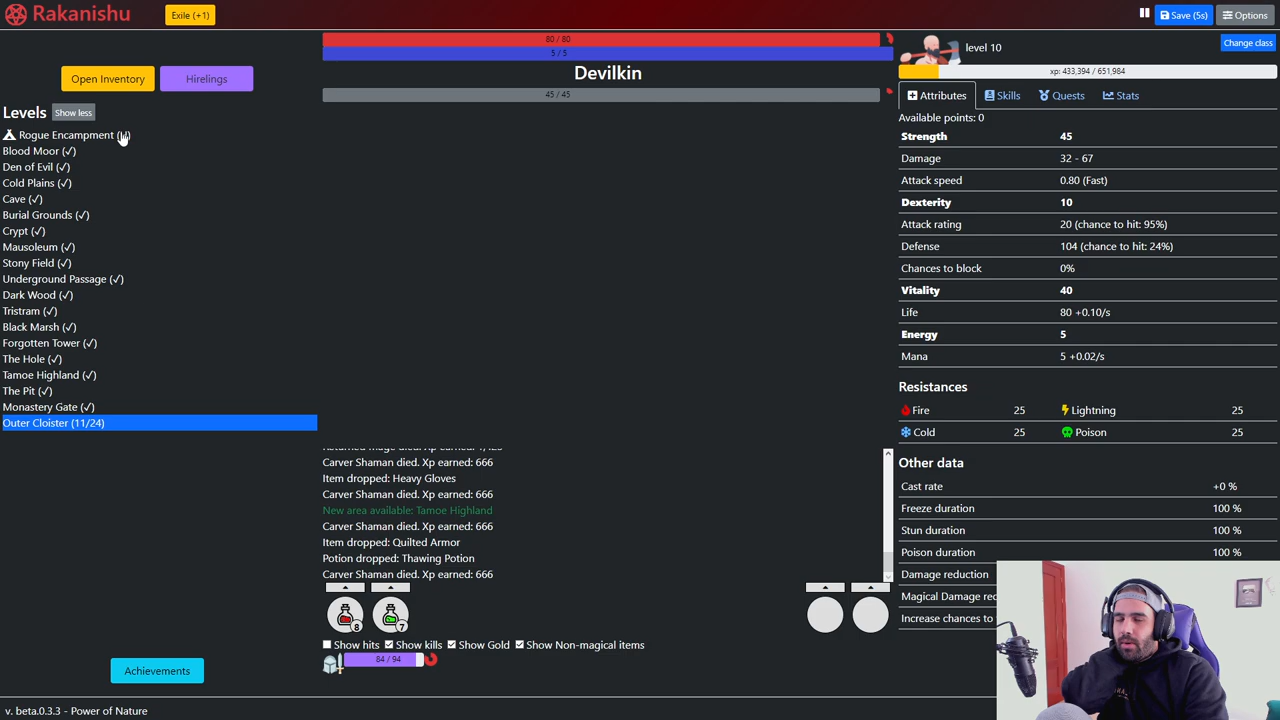 Rakanishu
Exile (+1)
Save (5s)
Options
80 / 80
5 / 5
Devilkin
45 / 45
level 10
Change class
xp: 433,394 / 651,984
Open Inventory
Hirelings
Levels Show less
Rogue Encampment
Blood Moor (✓)
Den of Evil (✓)
Cold Plains (✓)
Cave (✓)
Burial Grounds (✓)
Crypt (✓)
Mausoleum (✓)
Stony Field (✓)
Underground Passage (✓)
Dark Wood (✓)
Tristram (✓)
Black Marsh (✓)
Forgotten Tower (✓)
The Hole (✓)
Tamoe Highland (✓)
The Pit (✓)
Monastery Gate (✓)
Outer Cloister (11/24)
Achievements
v. beta.0.3.3 - Power of Nature
Carver Shaman died. Xp earned: 666
Item dropped: Heavy Gloves
Carver Shaman died. Xp earned: 666
New area available: Tamoe Highland
Carver Shaman died. Xp earned: 666
Item dropped: Quilted Armor
Potion dropped: Thawing Potion
Carver Shaman died. Xp earned: 666
8
7
Show hits Show kills Show Gold Show Non-magical items
84 / 94
Attributes Skills Quests Stats
Available points: 0
Strength 45
Damage 32 - 67
Attack speed 0.80 (Fast)
Dexterity 10
Attack rating 20 (chance to hit: 95%)
Defense 104 (chance to hit: 24%)
Chances to block 0%
Vitality 40
Life 80 +0.10/s
Energy 5
Mana 5 +0.02/s
Resistances
Fire 25 Lightning 25
Cold 25 Poison 25
Other data
Cast rate +0 %
Freeze duration 100 %
Stun duration 100 %
Poison duration 100 %
Damage reduction
Magical Damage
Increase chances to